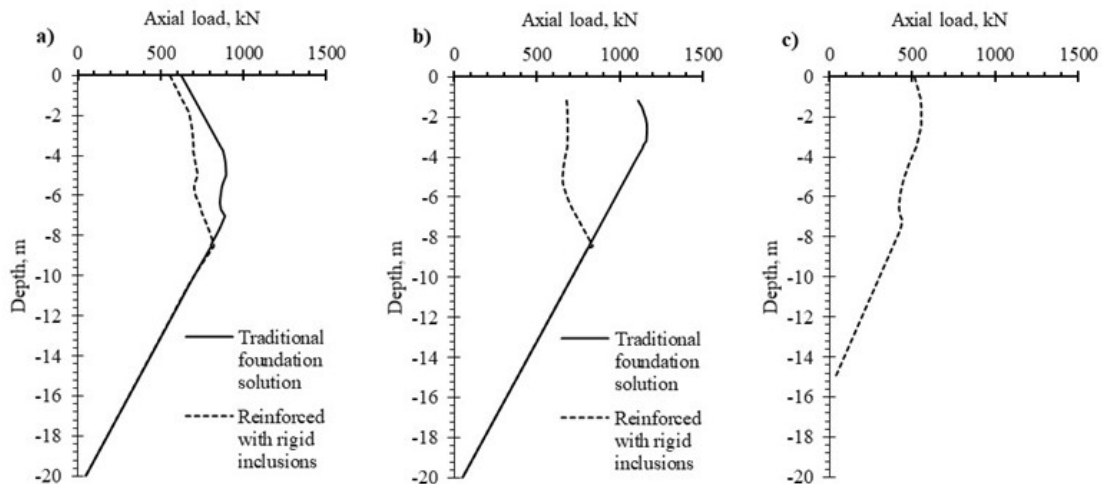 a)
Axial load, kN
0 500 1000 1500
0
-2
-4
-6
-8
-10
-12
-14
-16
-18
-20
Depth, m
Traditional
foundation
solution
Reinforced
with rigid
inclusions
b)
Axial load, kN
0 500 1000 1500
0
-2
-4
-6
-8
-10
-12
-14
-16
-18
-20
Depth, m
Traditional
foundation
solution
Reinforced
with rigid
inclusions
c)
Axial load, kN
0 500 1000 1500
0
-2
-4
-6
-8
-10
-12
-14
-16
-18
-20
Depth, m